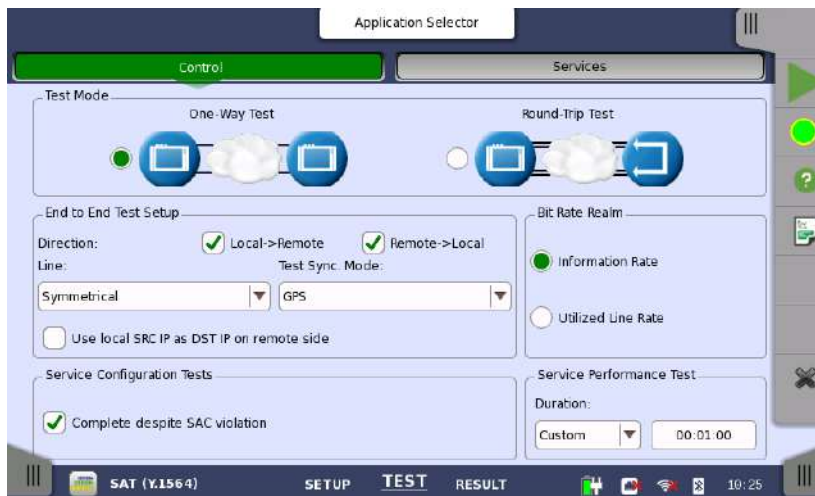 Application Selector
Control
Services
Test Mode
One-Way Test
Round-Trip Test
End to End Test Setup
Direction:
Local->Remote
Remote->Local
Line:
Test Sync. Mode:
Symmetrical
GPS
Use local SRC IP as DST IP on remote side
Bit Rate Realm
Information Rate
Utilized Line Rate
Service Configuration Tests
Complete despite SAC violation
Service Performance Test
Duration:
Custom
00:01:00
SAT (Y.1564)
SETUP
TEST
RESULT
10:25